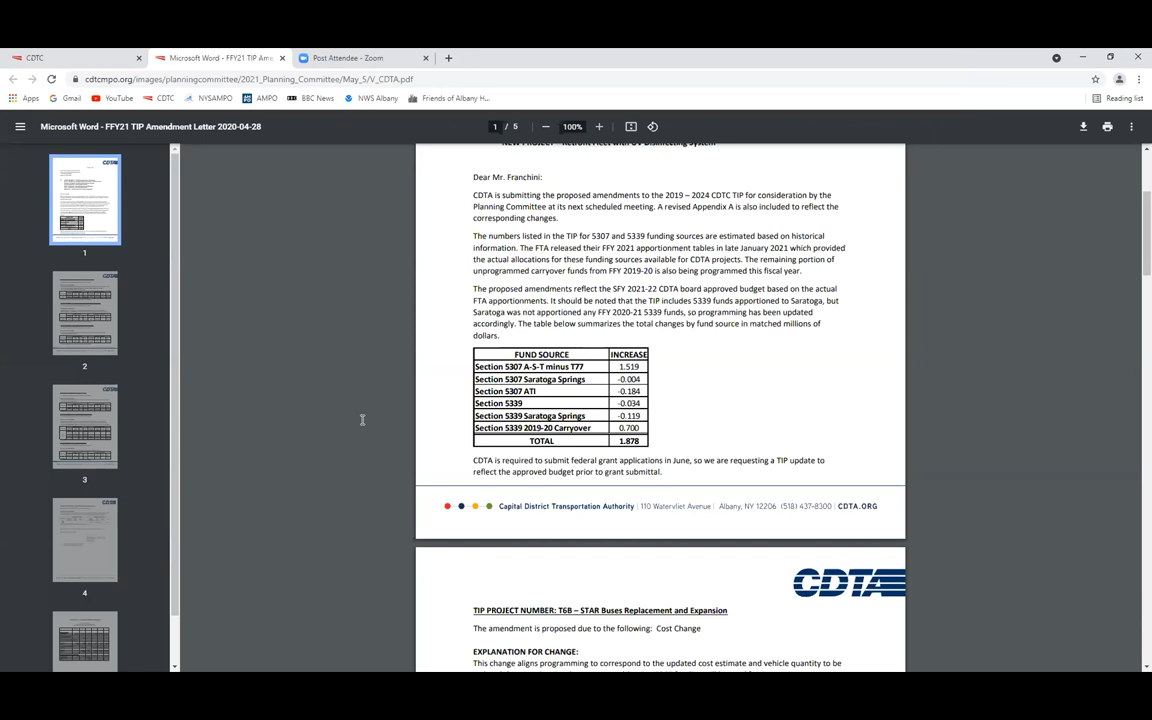 CDTC
Microsoft Word - FFY21 TIP Ame
Post Attendee - Zoom
cdtcmpo.org/images/planningcommittee/2021_Planning_Committee/May_5/V_CDTA.pdf
Apps
Gmail
YouTube
CDTC
NYSAMPO
AMPO
BBC News
NWS Albany
Friends of Albany H...
Reading list
Microsoft Word - FFY21 TIP Amendment Letter 2020-04-28
1 / 5
100%
NEW PROJECT – Retrofit Fleet with UV Disinfecting System
Dear Mr. Franchini:
CDTA is submitting the proposed amendments to the 2019 – 2024 CDTC TIP for consideration by the
Planning Committee at its next scheduled meeting. A revised Appendix A is also included to reflect the
corresponding changes.
The numbers listed in the TIP for 5307 and 5339 funding sources are estimated based on historical
information. The FTA released their FFY 2021 apportionment tables in late January 2021 which provided
the actual allocations for these funding sources available for CDTA projects. The remaining portion of
unprogrammed carryover funds from FFY 2019-20 is also being programmed this fiscal year.
The proposed amendments reflect the SFY 2021-22 CDTA board approved budget based on the actual
FTA apportionments. It should be noted that the TIP includes 5339 funds apportioned to Saratoga, but
Saratoga was not apportioned any FFY 2020-21 5339 funds, so programming has been updated
accordingly. The table below summarizes the total changes by fund source in matched millions of
dollars.
FUND SOURCE INCREASE
Section 5307 A-S-T minus T77 1.519
Section 5307 Saratoga Springs -0.004
Section 5307 ATI -0.184
Section 5339 -0.034
Section 5339 Saratoga Springs -0.119
Section 5339 2019-20 Carryover 0.700
TOTAL 1.878
CDTA is required to submit federal grant applications in June, so we are requesting a TIP update to
reflect the approved budget prior to grant submittal.
Capital District Transportation Authority | 110 Watervliet Avenue | Albany, NY 12206 (518) 437-8300 | CDTA.ORG
CDTA
TIP PROJECT NUMBER: T6B – STAR Buses Replacement and Expansion
The amendment is proposed due to the following: Cost Change
EXPLANATION FOR CHANGE:
This change aligns programming to correspond to the updated cost estimate and vehicle quantity to be
1
2
3
4